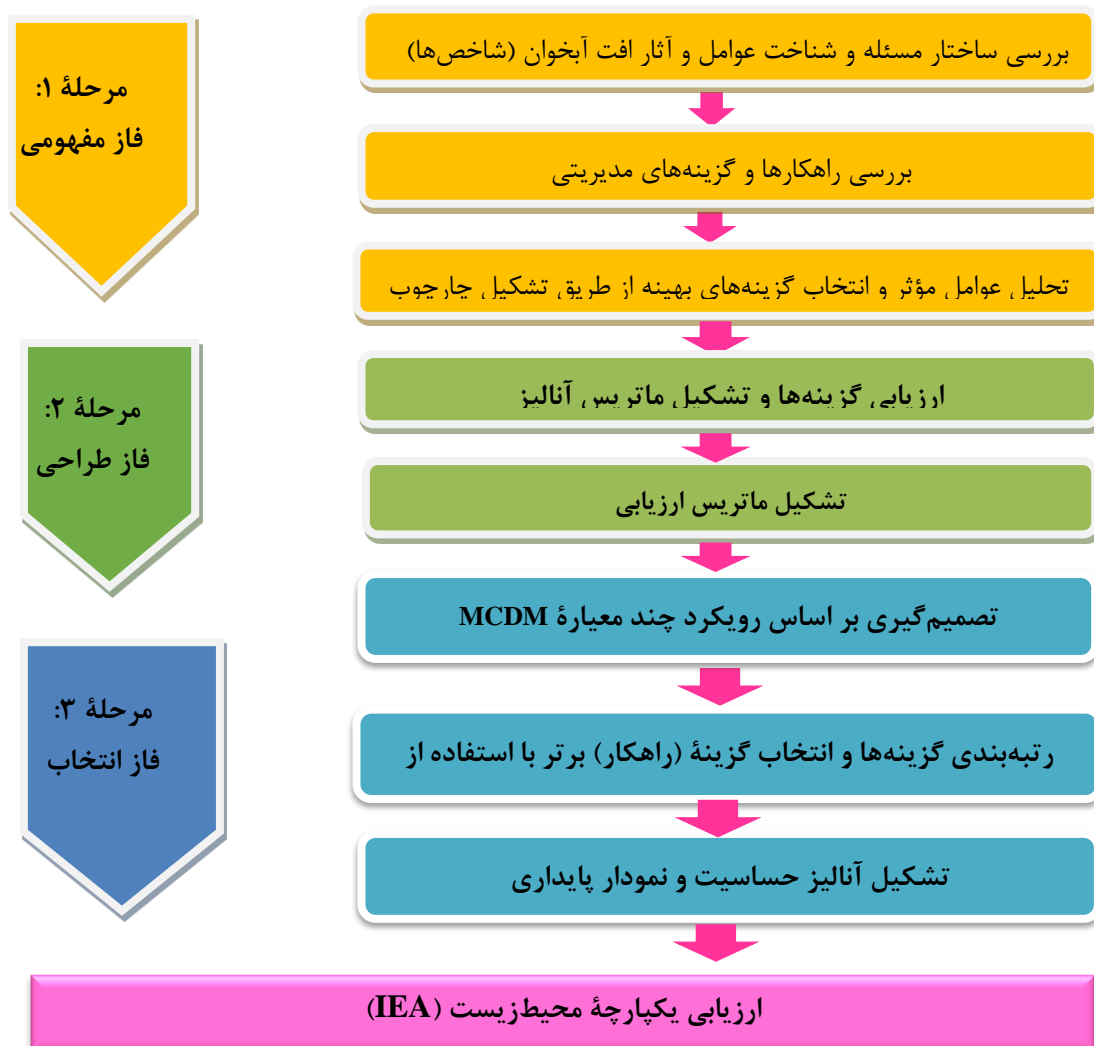 بررسی ساختار مسئله و شناخت عوامل و آثار افت آبخوان (شاخص‌ها)
مرحلهٔ ۱:
فاز مفهومی
بررسی راهکارها و گزینه‌های مدیریتی
تحلیل عوامل مؤثر و انتخاب گزینه‌های بهینه از طریق تشکیل چارچوب
مرحلهٔ ۲:
فاز طراحی
ارزیابی گزینه‌ها و تشکیل ماتریس آنالیز
تشکیل ماتریس ارزیابی
تصمیم‌گیری بر اساس رویکرد چند معیارهٔ MCDM
مرحلهٔ ۳:
فاز انتخاب
رتبه‌بندی گزینه‌ها و انتخاب گزینهٔ (راهکار) برتر با استفاده از
تشکیل آنالیز حساسیت و نمودار پایداری
ارزیابی یکپارچهٔ محیط‌زیست (IEA)